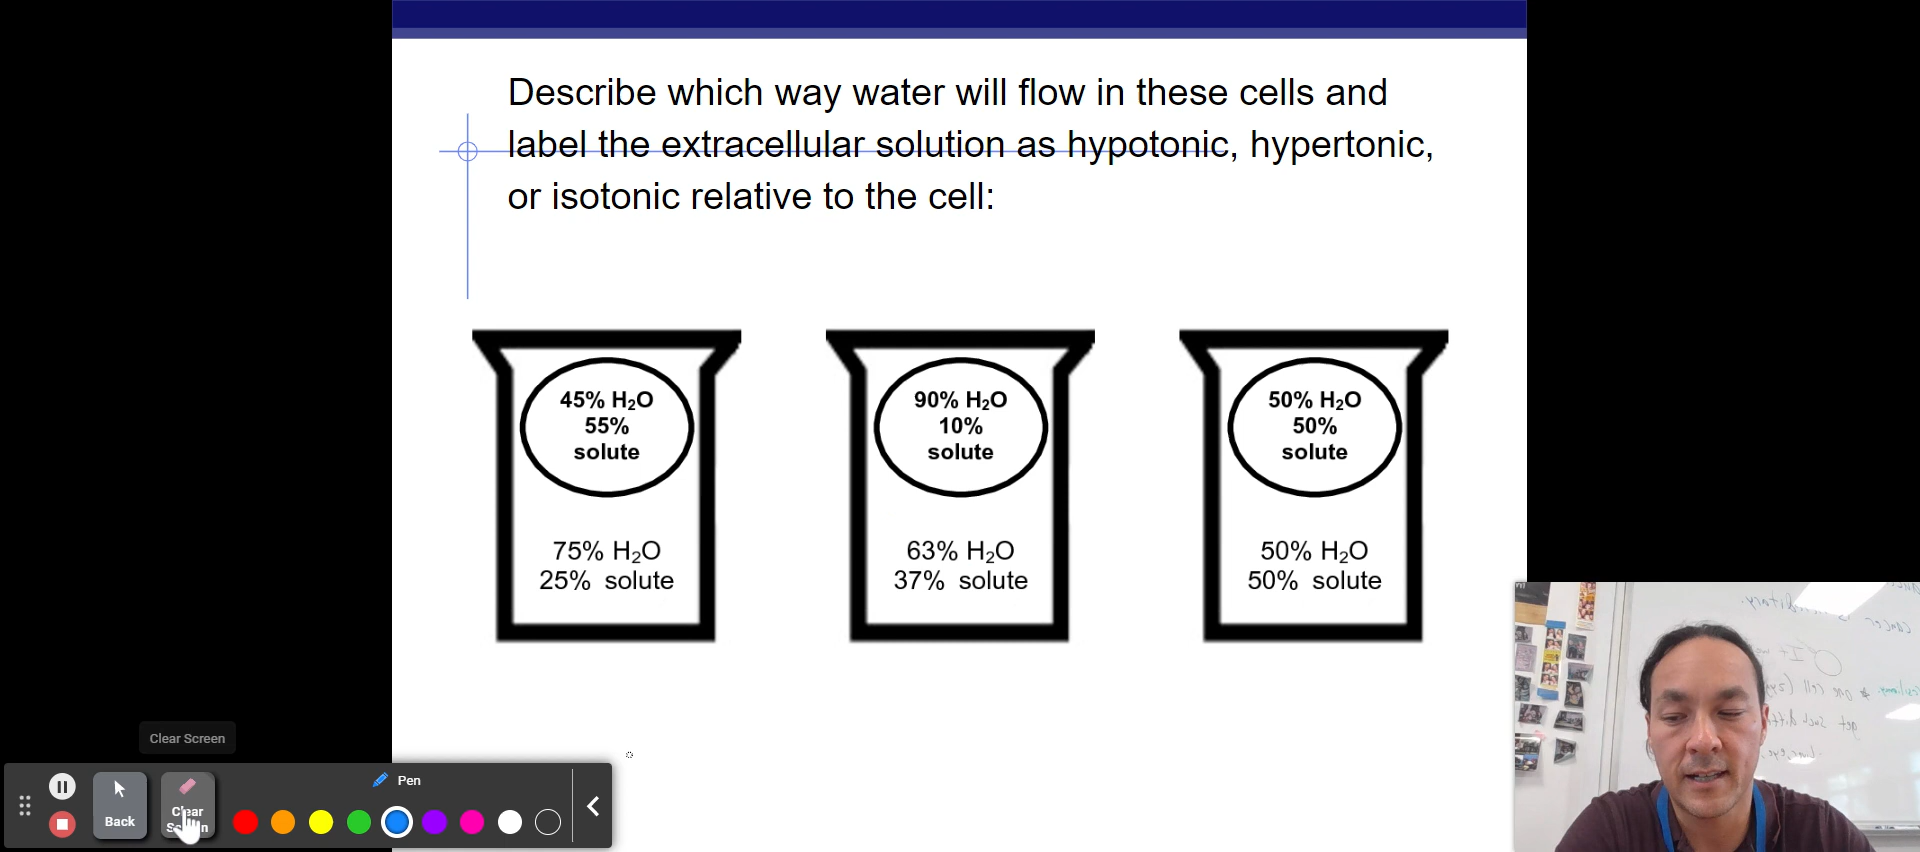 Describe which way water will flow in these cells and
label the extracellular solution as hypotonic, hypertonic,
or isotonic relative to the cell:
45% H₂O
55%
solute
75% H₂O
25% solute
90% H₂O
10%
solute
63% H₂O
37% solute
50% H₂O
50%
solute
50% H₂O
50% solute
Clear Screen
Pen
Back
Clear